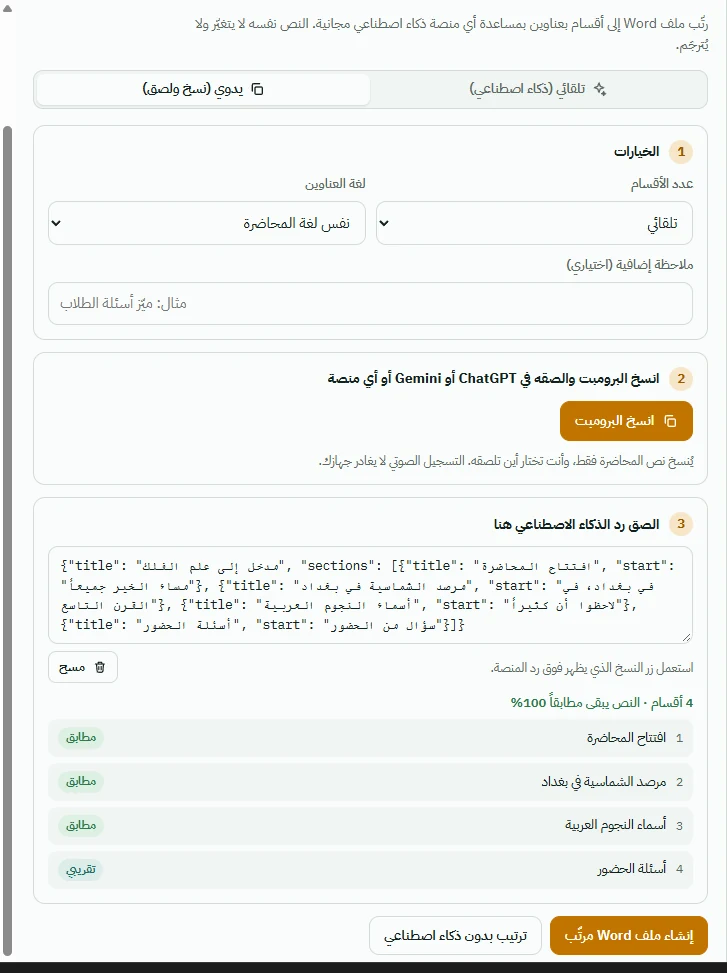 رتّب ملف Word إلى أقسام بعناوين بمساعدة أي منصة ذكاء اصطناعي مجانية. النص نفسه لا يتغيّر ولا
يُترجَم.
تلقائي (ذكاء اصطناعي)
يدوي (نسخ ولصق)
1 الخيارات
عدد الأقسام
لغة العناوين
تلقائي
نفس لغة المحاضرة
ملاحظة إضافية (اختياري)
مثال: ميّز أسئلة الطلاب
2 انسخ البرومبت والصقه في ChatGPT أو Gemini أو أي منصة
انسخ البرومبت
يُنسخ نص المحاضرة فقط، وأنت تختار أين تلصقه. التسجيل الصوتي لا يغادر جهازك.
3 الصق رد الذكاء الاصطناعي هنا
{"title": "مدخل إلى علم الفلك", "sections": [{"title": "افتتاح المحاضرة", "start":
"مساء الخير جميعاً"}, {"title": "مرصد الشماسية في بغداد", "start": "في بغداد، في
القرن التاسع"}, {"title": "أسماء النجوم العربية", "start": "لاحظوا أن كثيراً"},
{"title": "أسئلة الحضور", "start": "سؤال من الحضور"}]}
استعمل زر النسخ الذي يظهر فوق رد المنصة.
مسح
4 أقسام · النص يبقى مطابقاً 100%
1 افتتاح المحاضرة مطابق
2 مرصد الشماسية في بغداد مطابق
3 أسماء النجوم العربية مطابق
4 أسئلة الحضور تقريبي
إنشاء ملف Word مرتّب
ترتيب بدون ذكاء اصطناعي